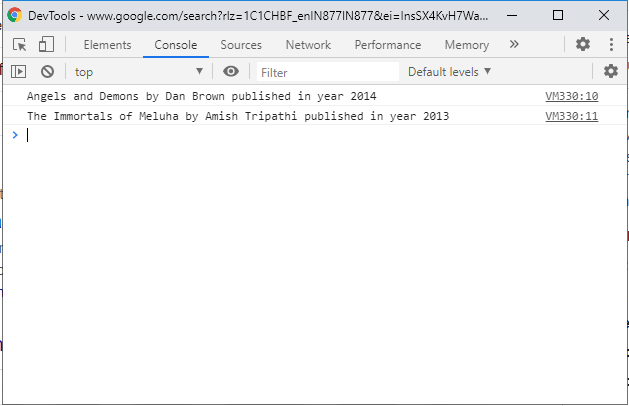 DevTools - www.google.com/search?rlz=1C1CHBF_enIN877IN877&ei=InsSX4KvH7Wa...
Elements Console Sources Network Performance Memory »
top Filter Default levels
Angels and Demons by Dan Brown published in year 2014 VM330:10
The Immortals of Meluha by Amish Tripathi published in year 2013 VM330:11